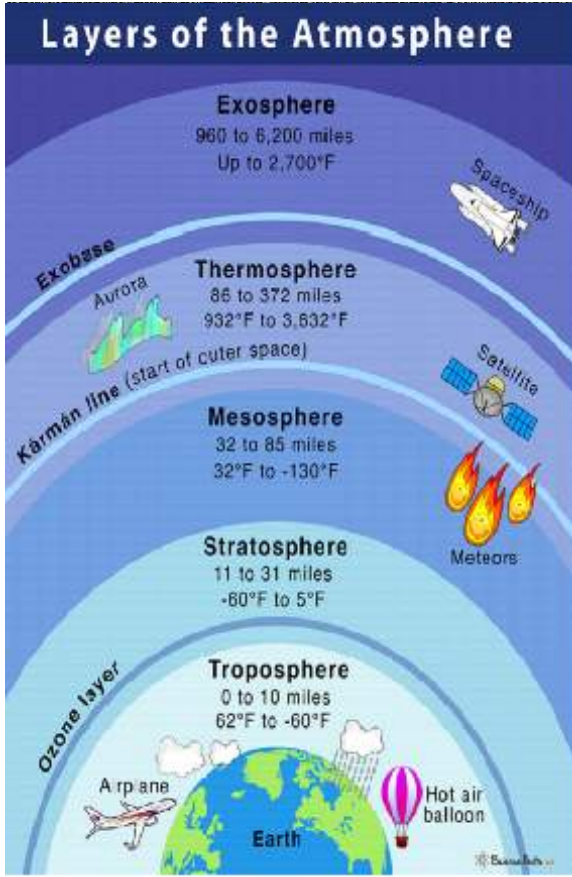 Layers of the Atmosphere
Exosphere
960 to 6,200 miles
Up to 2,700°F
Spaceship
Exobase
Thermosphere
86 to 372 miles
932°F to 3,632°F
Aurora
Kármán line (start of outer space)
Satellite
Mesosphere
32 to 85 miles
32°F to -130°F
Meteors
Stratosphere
11 to 31 miles
-60°F to 5°F
Ozone layer
Troposphere
0 to 10 miles
62°F to -60°F
Airplane
Hot air
balloon
Earth